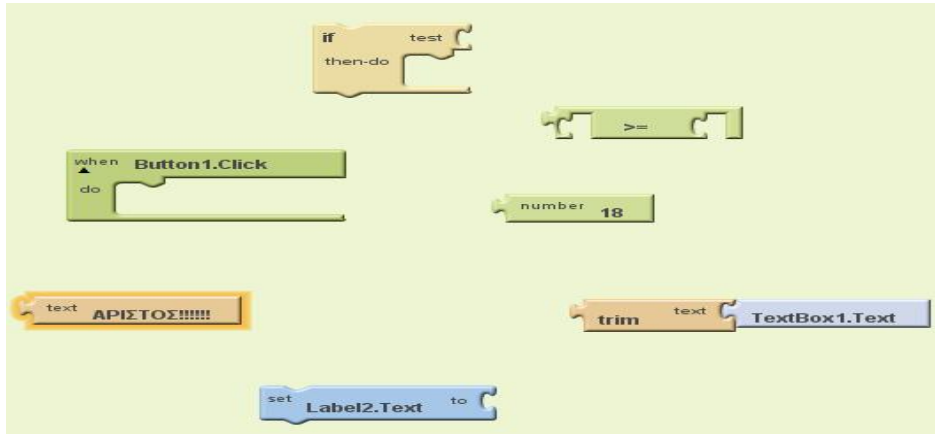 if test
then-do
>=
when Button1.Click
do
number 18
text ΑΡΙΣΤΟΣ!!!!!!
trim text TextBox1.Text
set Label2.Text to